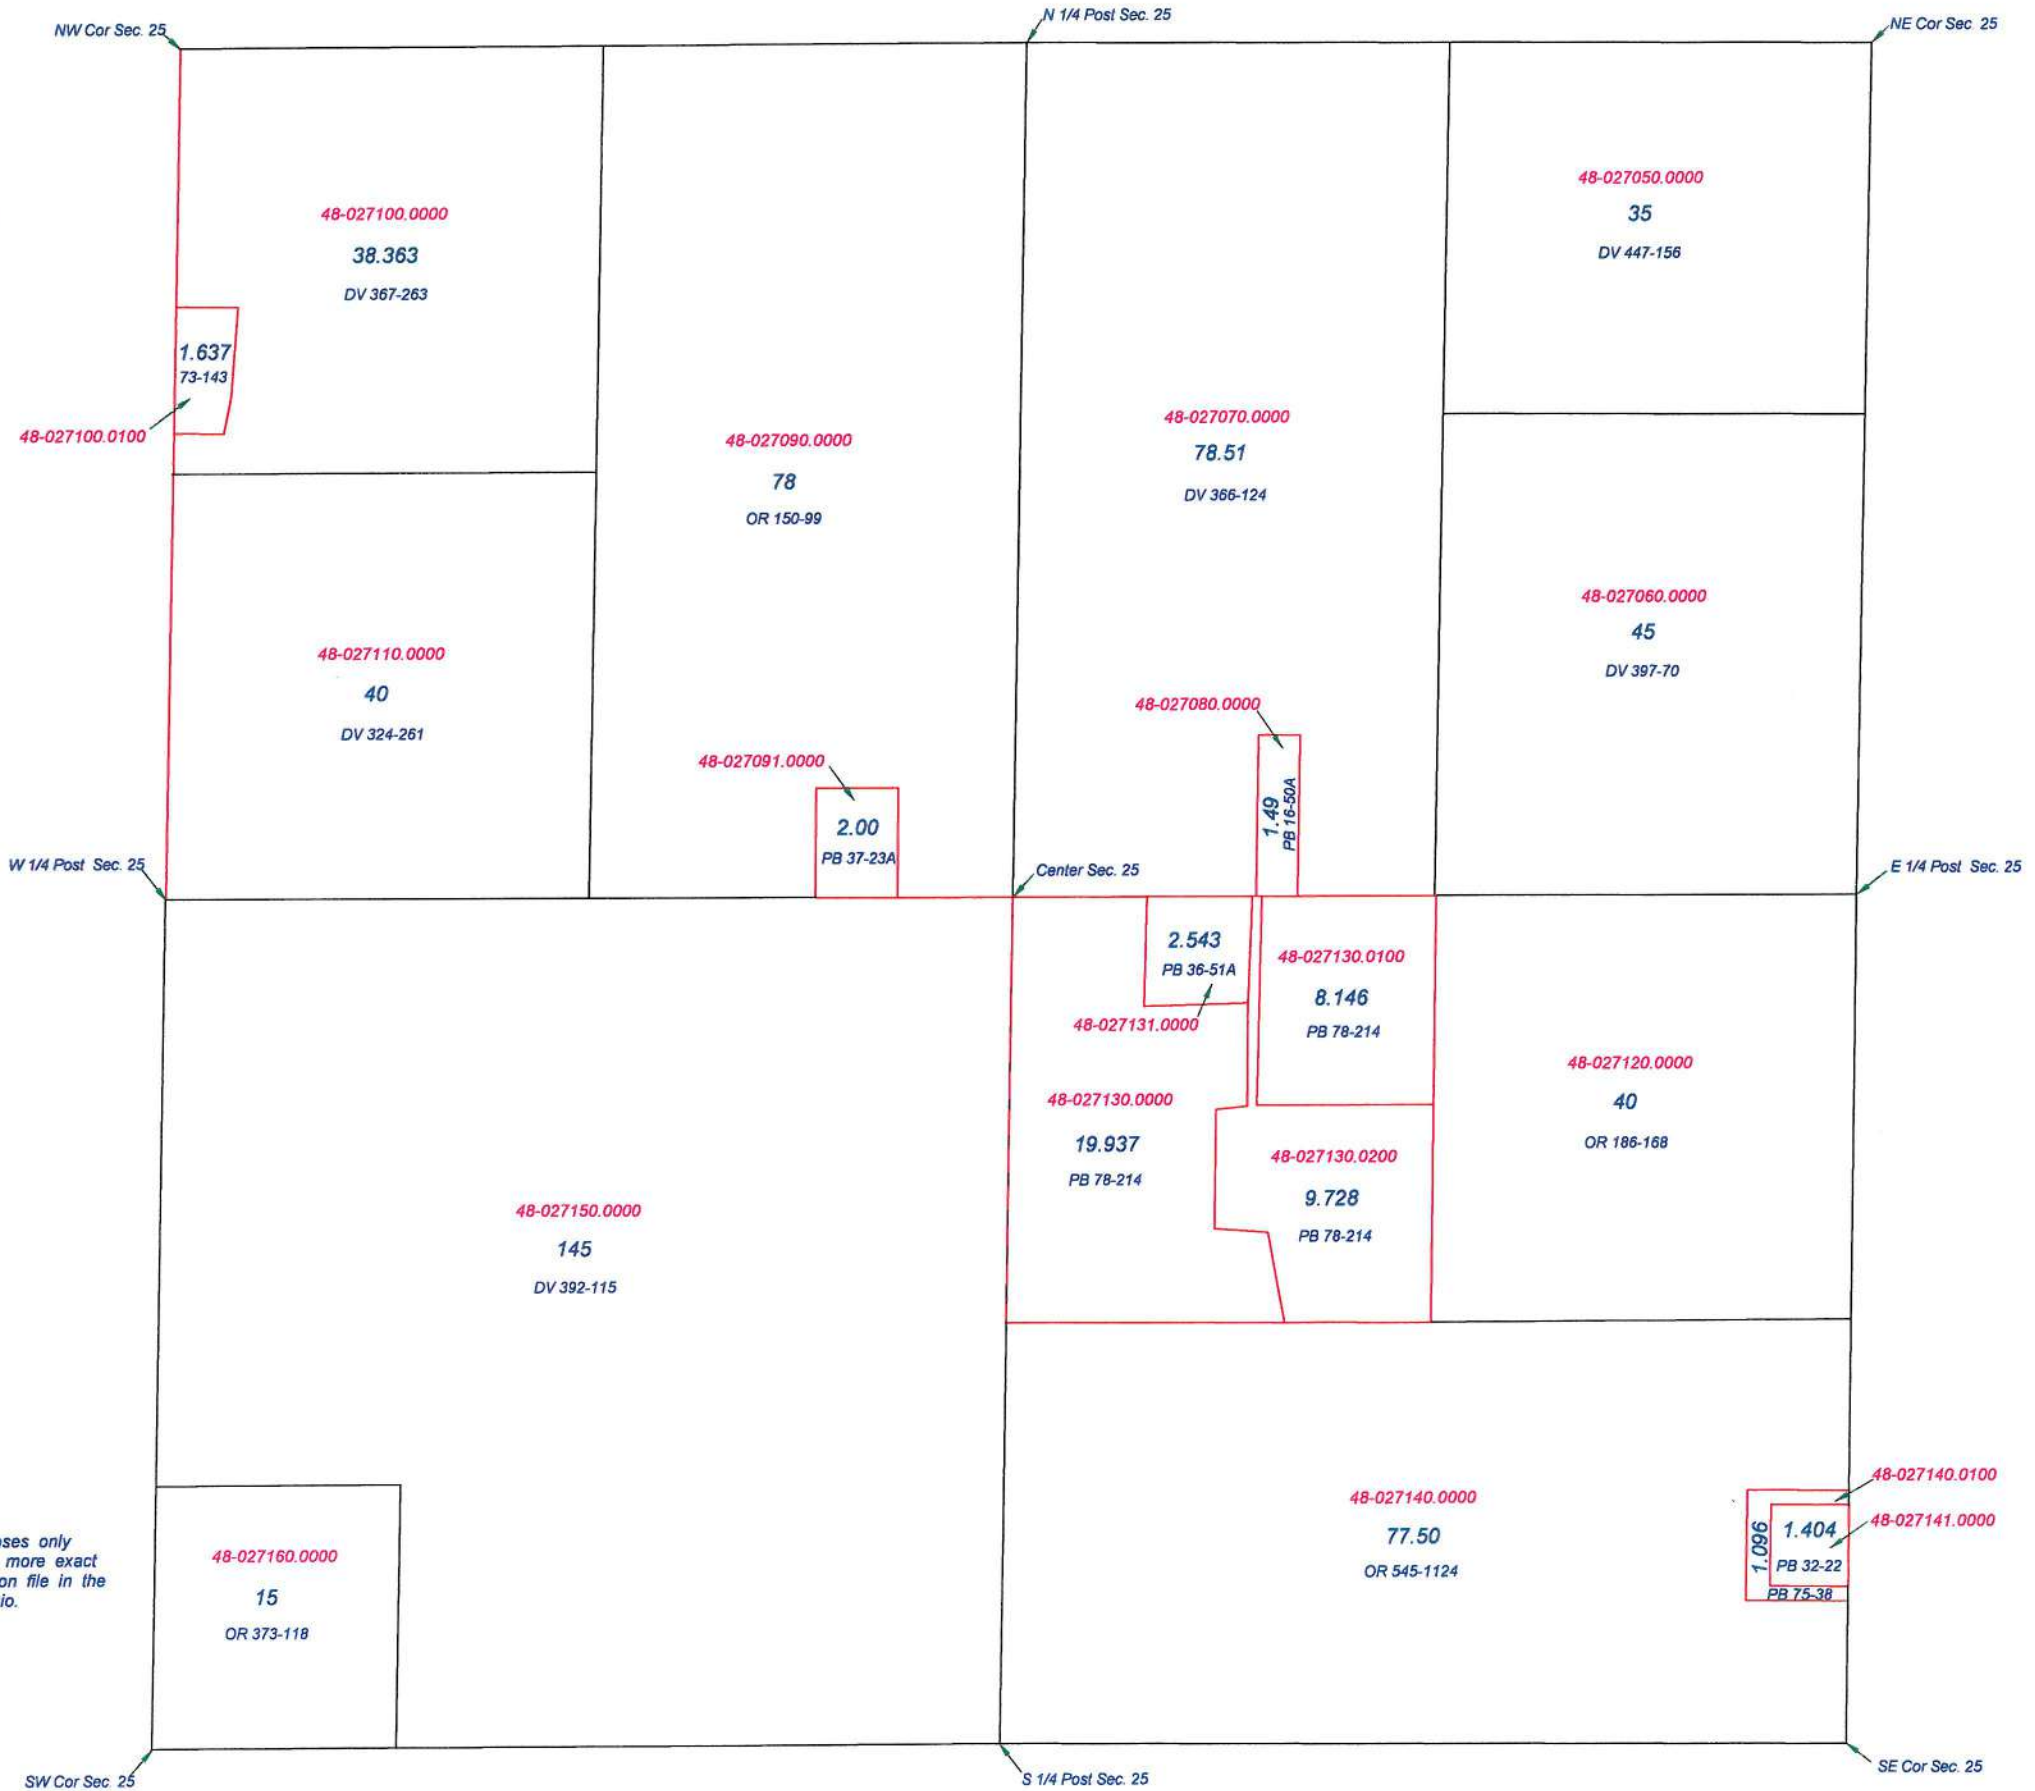 NW Cor Sec. 25
N 1/4 Post Sec. 25
NE Cor Sec. 25
48-027100.0000
38.363
DV 367-263
1.637
73-143
48-027100.0100
48-027090.0000
78
OR 150-99
48-027070.0000
78.51
DV 366-124
48-027050.0000
35
DV 447-156
48-027060.0000
45
DV 397-70
48-027110.0000
40
DV 324-261
48-027091.0000
2.00
PB 37-23A
48-027080.0000
1.49
PB 16-50A
W 1/4 Post Sec. 25
Center Sec. 25
E 1/4 Post Sec. 25
2.543
PB 36-51A
48-027131.0000
48-027130.0100
8.146
PB 78-214
48-027130.0000
19.937
PB 78-214
48-027130.0200
9.728
PB 78-214
48-027120.0000
40
OR 186-168
48-027150.0000
145
DV 392-115
48-027140.0000
77.50
OR 545-1124
48-027140.0100
48-027141.0000
1.096
1.404
PB 32-22
PB 75-38
ses only
more exact
on file in the
io.
48-027160.0000
15
OR 373-118
SW Cor Sec. 25
S 1/4 Post Sec. 25
SE Cor Sec. 25